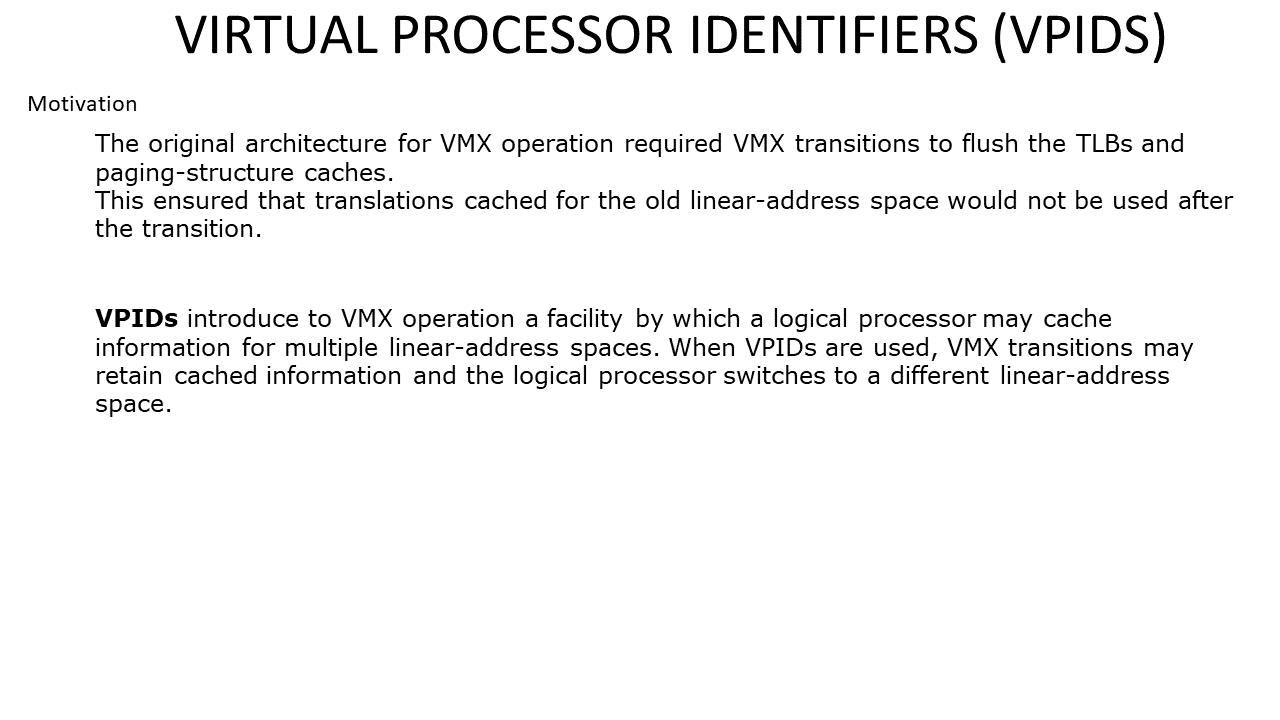 VIRTUAL PROCESSOR IDENTIFIERS (VPIDS)
Motivation
The original architecture for VMX operation required VMX transitions to flush the TLBs and
paging-structure caches.
This ensured that translations cached for the old linear-address space would not be used after
the transition.
VPIDs introduce to VMX operation a facility by which a logical processor may cache
information for multiple linear-address spaces. When VPIDs are used, VMX transitions may
retain cached information and the logical processor switches to a different linear-address
space.